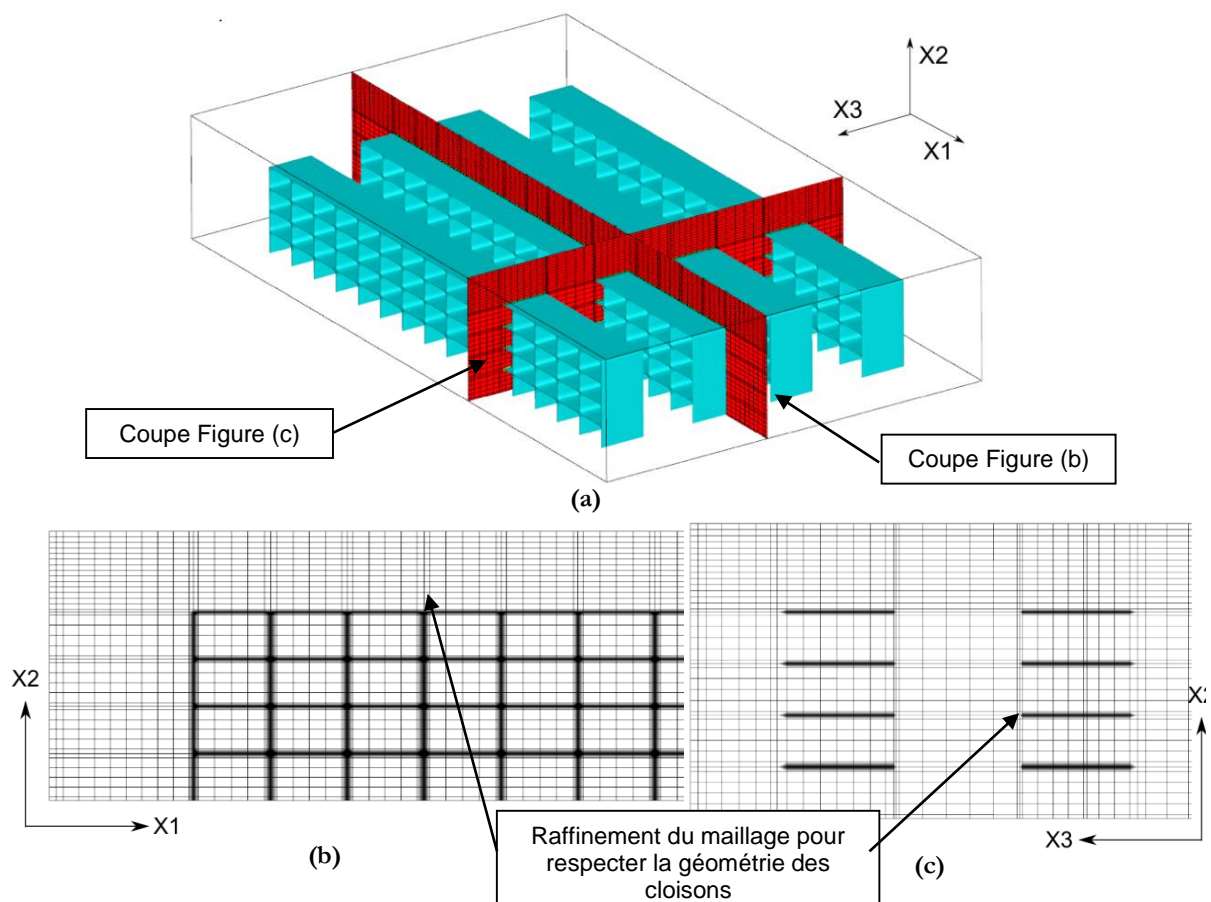 X2
X3
X1
Coupe Figure (c)
Coupe Figure (b)
(a)
X2
X1
(b)
Raffinement du maillage pour
respecter la géométrie des
cloisons
X2
X3
(c)